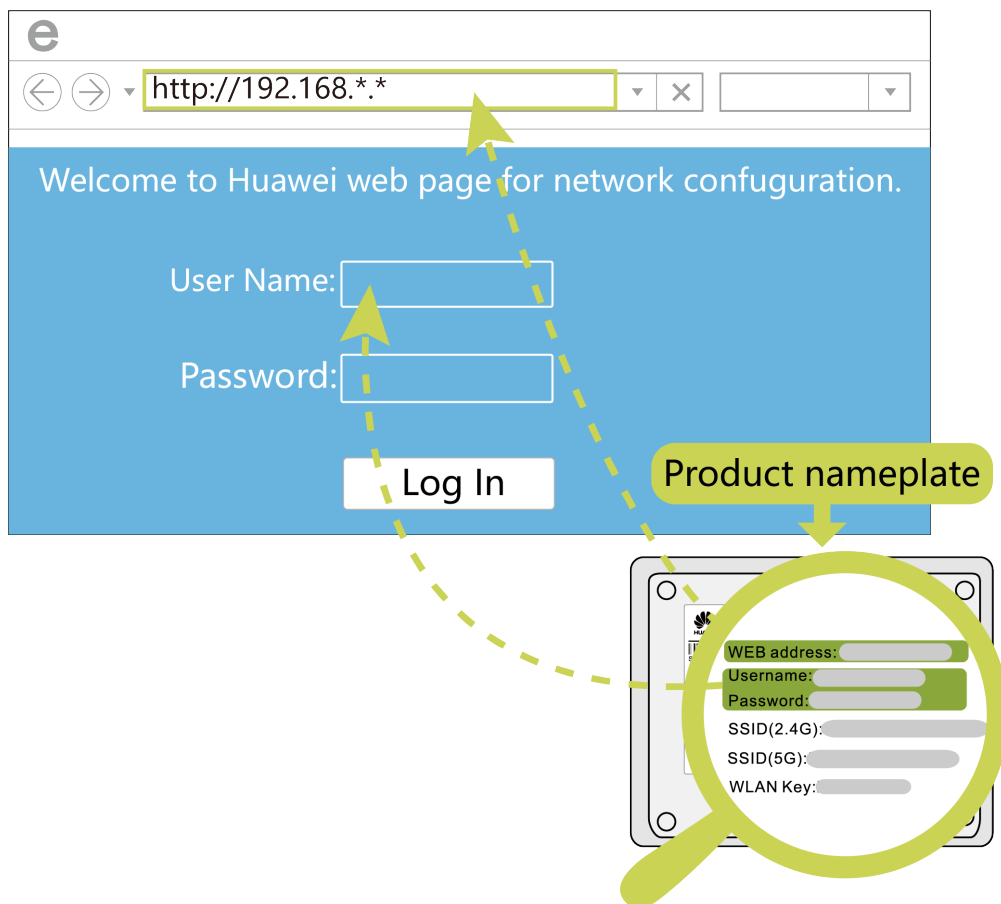 e
http://192.168.*.*
Welcome to Huawei web page for network confuguration.
User Name:
Password:
Log In
Product nameplate
WEB address:
Username:
Password:
SSID(2.4G):
SSID(5G):
WLAN Key: